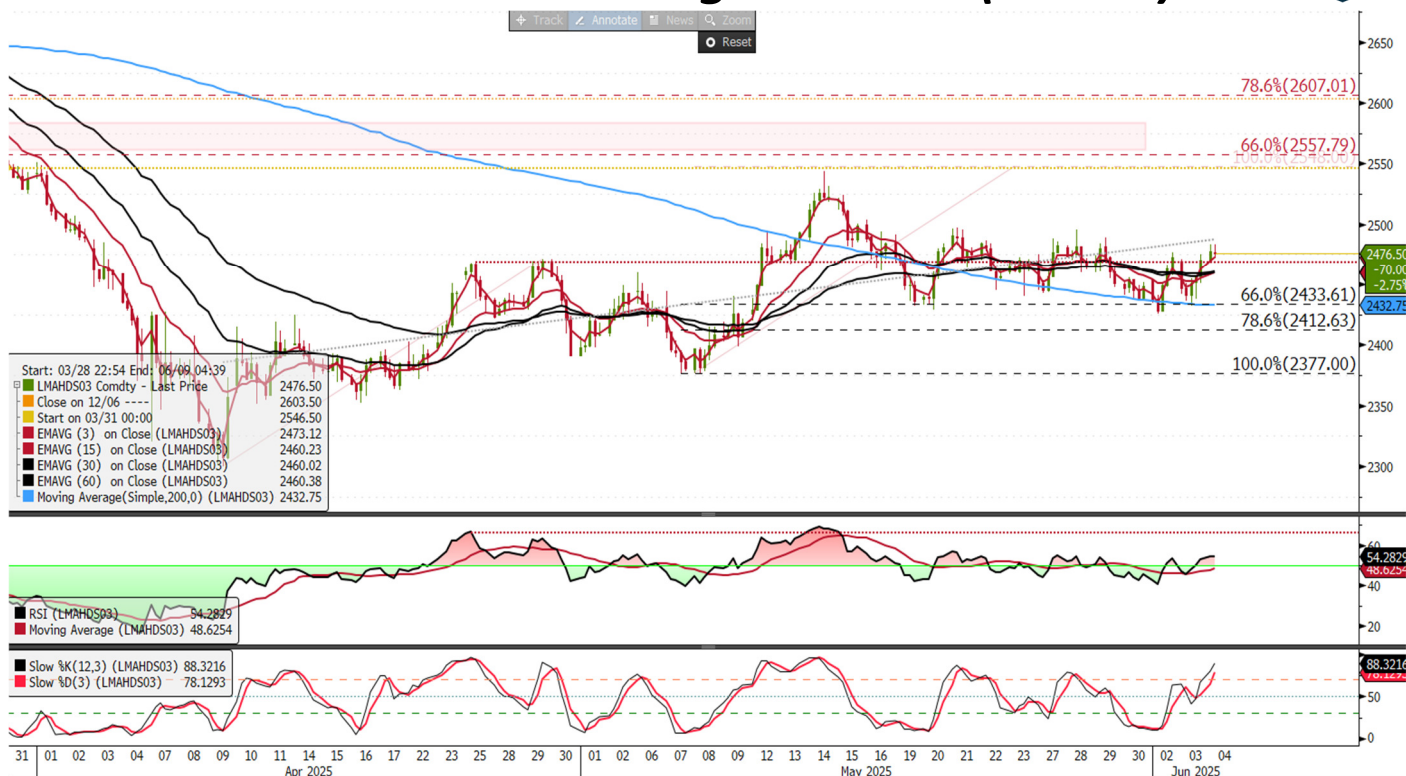 Track Annotate News Zoom
Reset
2650
78.6%(2607.01)
2600
66.0%(2557.79)
100.0%(2548.00)
2550
2500
2476.50
-70.00
-2.75%
66.0%(2433.61)
2432.75
78.6%(2412.63)
2400
100.0%(2377.00)
2350
2300
Start: 03/28 22:54 End: 06/09 04:39
LMAHDS03 Comdty - Last Price 2476.50
Close on 12/06 ---- 2603.50
Start on 03/31 00:00 2546.50
EMAVG (3) on Close (LMAHDS03) 2473.12
EMAVG (15) on Close (LMAHDS03) 2460.23
EMAVG (30) on Close (LMAHDS03) 2460.02
EMAVG (60) on Close (LMAHDS03) 2460.38
Moving Average(Simple,200,0) (LMAHDS03) 2432.75
60
54.2829
48.6254
40
20
RSI (LMAHDS03) 54.2829
Moving Average (LMAHDS03) 48.6254
Slow %K(12,3) (LMAHDS03) 88.3216
Slow %D(3) (LMAHDS03) 78.1293
88.3216
78.1293
50
0
31 01 02 03 04 07 08 09 10 11 14 15 16 17 22 23 24 25 28 29 30 01 02 06 07 08 09 12 13 14 15 16 19 20 21 22 23 27 28 29 30 02 03 04
Apr 2025 May 2025 Jun 2025